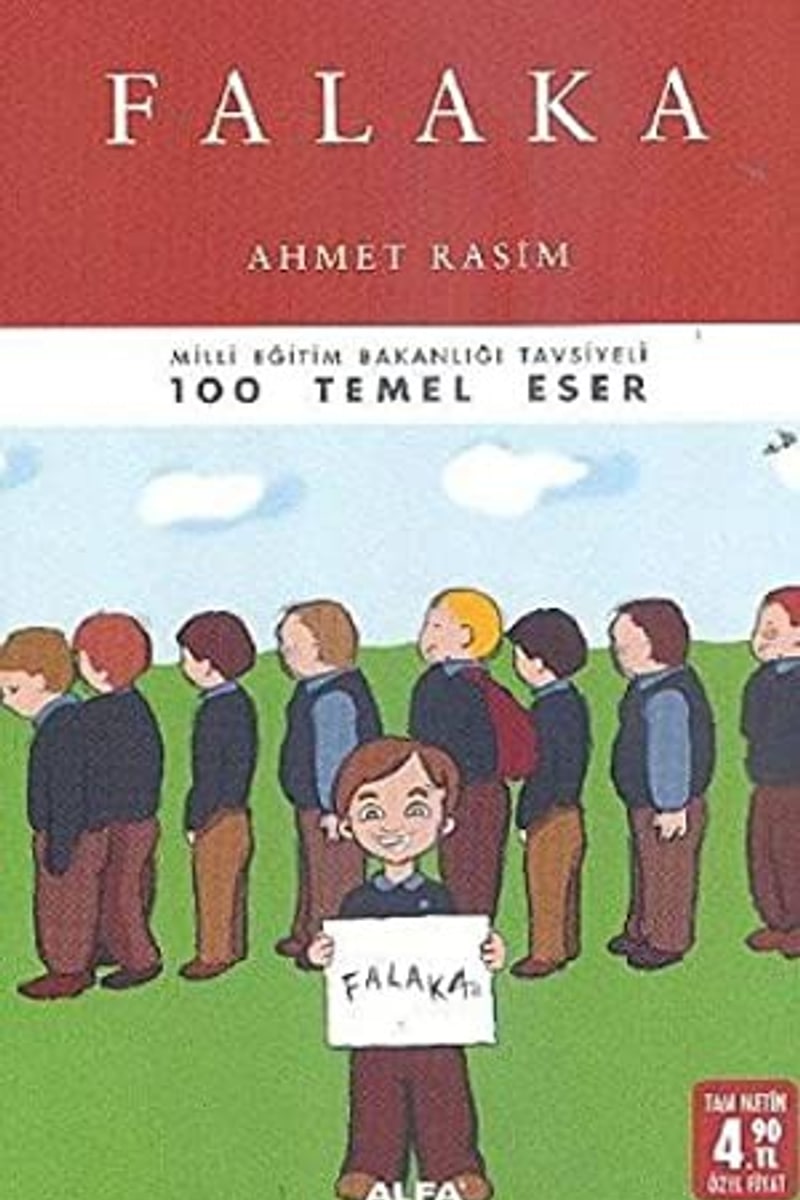 FALAKA
AHMET RASİM
MİLLİ EĞİTİM BAKANLIĞI TAVSİYELİ
100 TEMEL ESER
FALAKA
TAM METİN
4.90 TL
ÖZEL FİYAT
ALFA